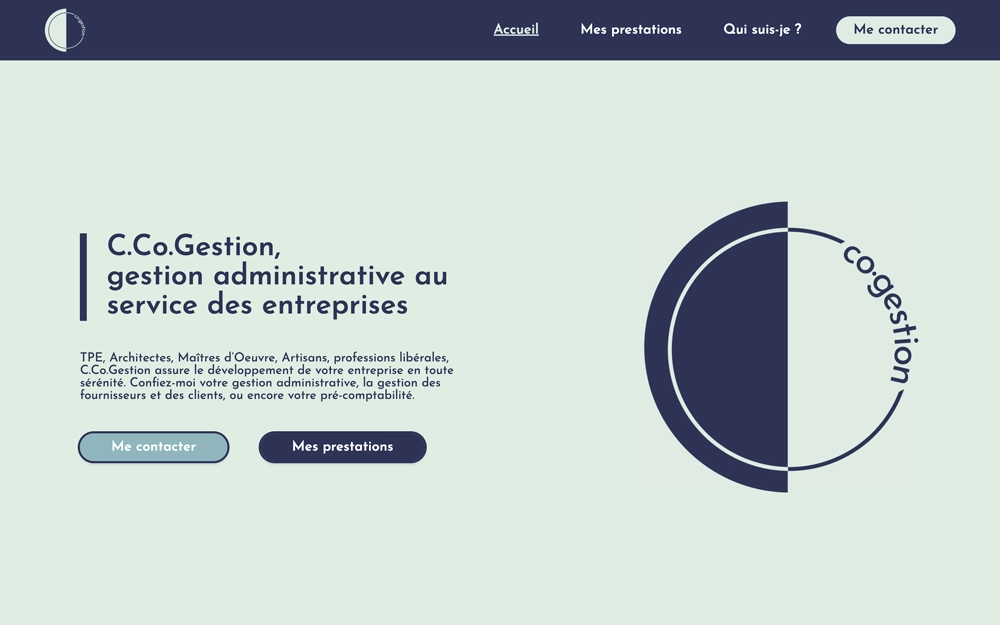 Accueil
Mes prestations
Qui suis-je ?
Me contacter
C.Co.Gestion,
gestion administrative au
service des entreprises
TPE, Architectes, Maîtres d'Oeuvre, Artisans, professions libérales,
C.Co.Gestion assure le développement de votre entreprise en toute
sérénité. Confiez-moi votre gestion administrative, la gestion des
fournisseurs et des clients, ou encore votre pré-comptabilité.
Me contacter
Mes prestations
co·gestion